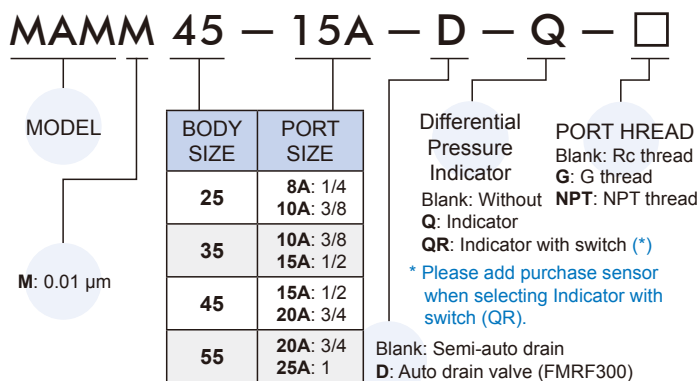 MAMM 45 — 15A — D — Q — □
MODEL
M: 0.01 µm
BODY SIZE PORT SIZE
25 8A: 1/4
10A: 3/8
35 10A: 3/8
15A: 1/2
45 15A: 1/2
20A: 3/4
55 20A: 3/4
25A: 1
Differential
Pressure
Indicator
Blank: Without
Q: Indicator
QR: Indicator with switch (*)
* Please add purchase sensor
when selecting Indicator with
switch (QR).
PORT HREAD
Blank: Rc thread
G: G thread
NPT: NPT thread
Blank: Semi-auto drain
D: Auto drain valve (FMRF300)